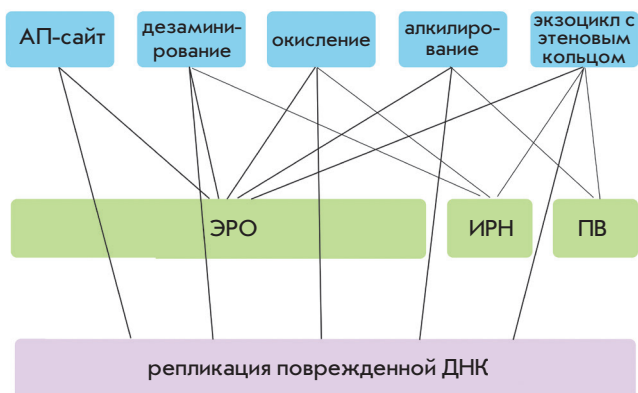 АП-сайт
дезамини-
рование
окисление
алкилиро-
вание
экзоцикл с
этеновым
кольцом
ЭРО
ИРН
ПВ
репликация поврежденной ДНК